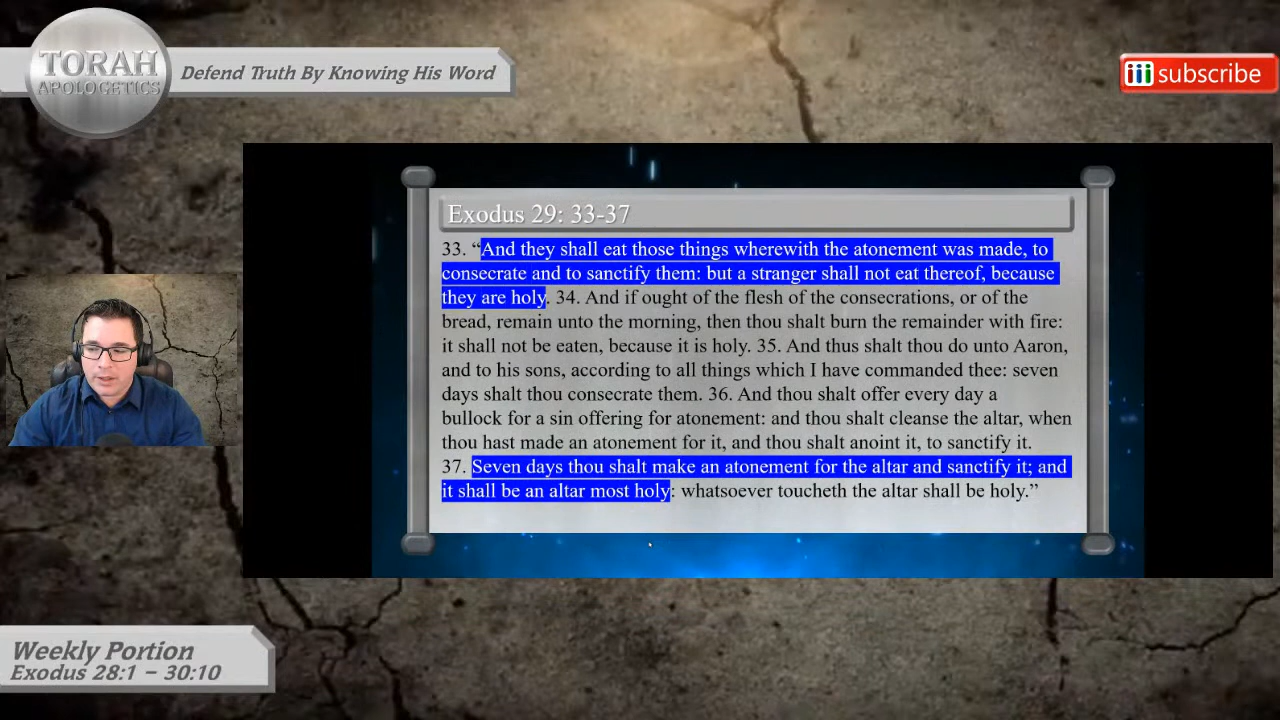 TORAH
APOLOGETICS
Defend Truth By Knowing His Word
subscribe
Exodus 29: 33-37
33. “And they shall eat those things wherewith the atonement was made, to
consecrate and to sanctify them: but a stranger shall not eat thereof, because
they are holy. 34. And if ought of the flesh of the consecrations, or of the
bread, remain unto the morning, then thou shalt burn the remainder with fire:
it shall not be eaten, because it is holy. 35. And thus shalt thou do unto Aaron,
and to his sons, according to all things which I have commanded thee: seven
days shalt thou consecrate them. 36. And thou shalt offer every day a
bullock for a sin offering for atonement: and thou shalt cleanse the altar, when
thou hast made an atonement for it, and thou shalt anoint it, to sanctify it.
37. Seven days thou shalt make an atonement for the altar and sanctify it; and
it shall be an altar most holy: whatsoever toucheth the altar shall be holy.”
Weekly Portion
Exodus 28:1 – 30:10